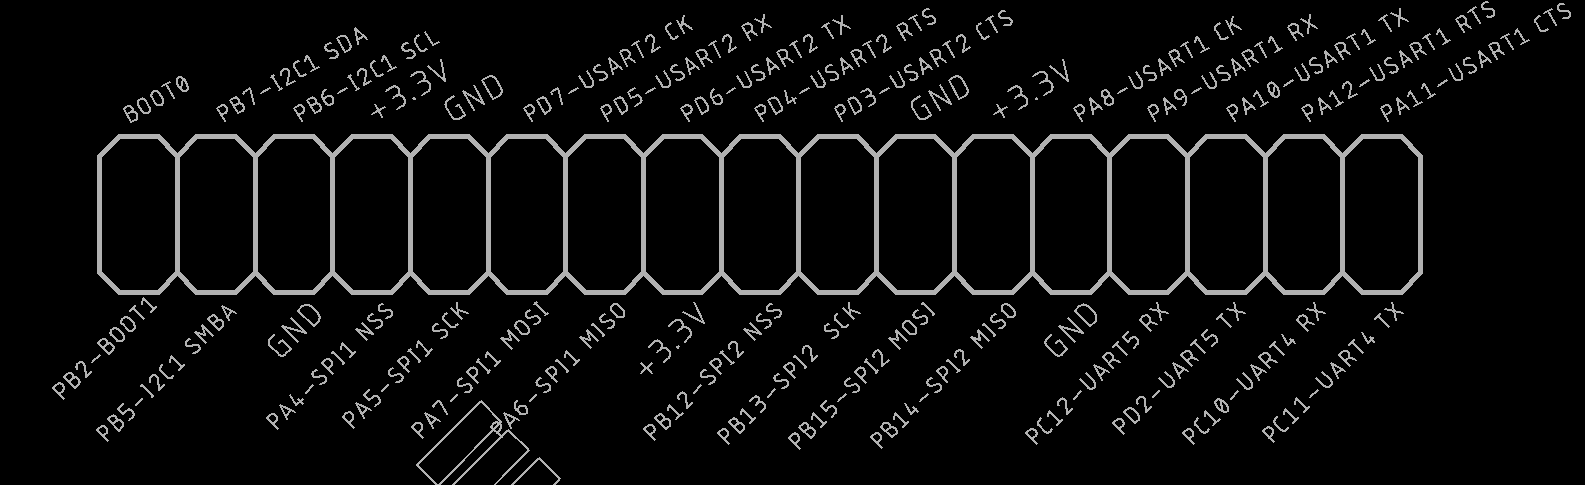 BOOT0
PB7-I2C1 SDA
PB6-I2C1 SCL
+3.3V
GND
PD7-USART2 CK
PD5-USART2 RX
PD6-USART2 TX
PD4-USART2 RTS
PD3-USART2 CTS
GND
+3.3V
PA8-USART1 CK
PA9-USART1 RX
PA10-USART1 TX
PA12-USART1 RTS
PA11-USART1 CTS
PB2-BOOT1
PB5-I2C1 SMBA
GND
PA4-SPI1 NSS
PA5-SPI1 SCK
PA7-SPI1 MOSI
PA6-SPI1 MISO
+3.3V
PB12-SPI2 NSS
PB13-SPI2 SCK
PB15-SPI2 MOSI
PB14-SPI2 MISO
GND
PC12-UART5 RX
PD2-UART5 TX
PC10-UART4 RX
PC11-UART4 TX